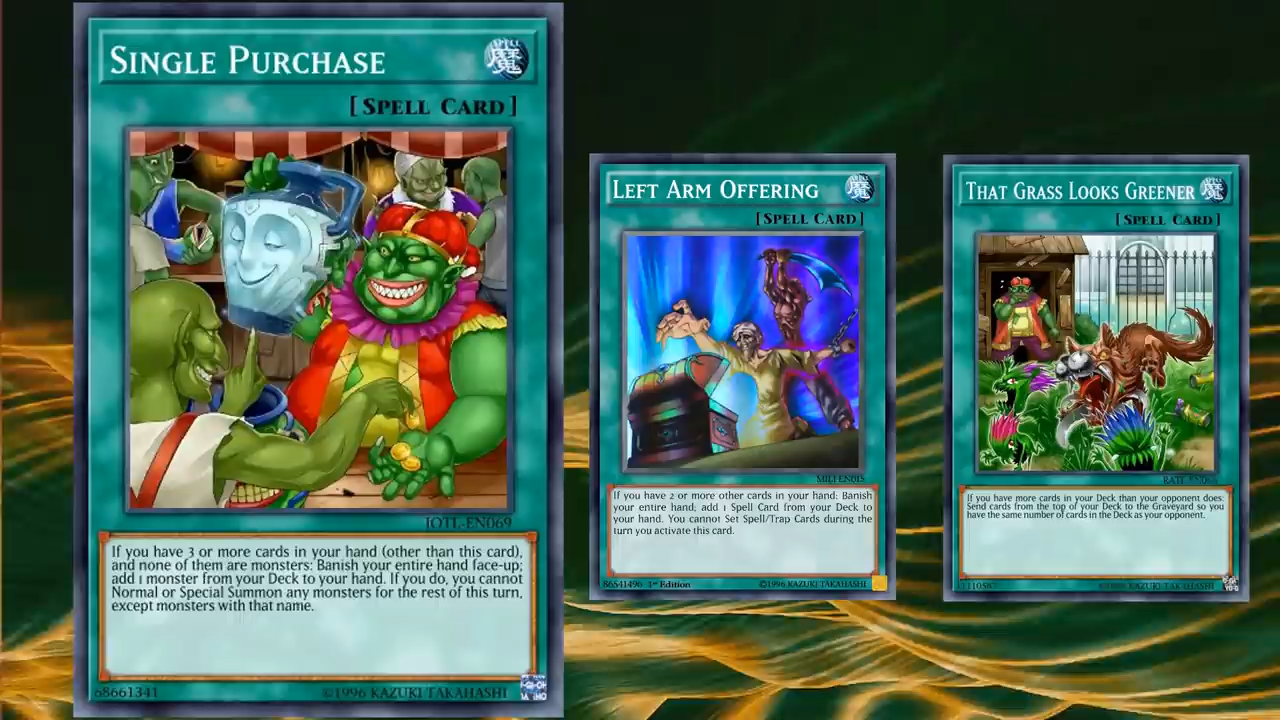 SINGLE PURCHASE
[SPELL CARD]
JOTL-EN069
If you have 3 or more cards in your hand (other than this card),
and none of them are monsters: Banish your entire hand face-up;
add 1 monster from your Deck to your hand. If you do, you cannot
Normal or Special Summon any monsters for the rest of this turn,
except monsters with that name.
68661341 ©1996 KAZUKI TAKAHASHI
LEFT ARM OFFERING
[SPELL CARD]
MIL1-EN015
If you have 2 or more other cards in your hand: Banish
your entire hand; add 1 Spell Card from your Deck to
your hand. You cannot Set Spell/Trap Cards during the
turn you activate this card.
86541496 1st Edition ©1996 KAZUKI TAKAHASHI
THAT GRASS LOOKS GREENER
[SPELL CARD]
If you have more cards in your Deck than your opponent does:
Send cards from the top of your Deck to the Graveyard so you
have the same number of cards in the Deck as your opponent.
©1996 KAZUKI TAKAHASHI